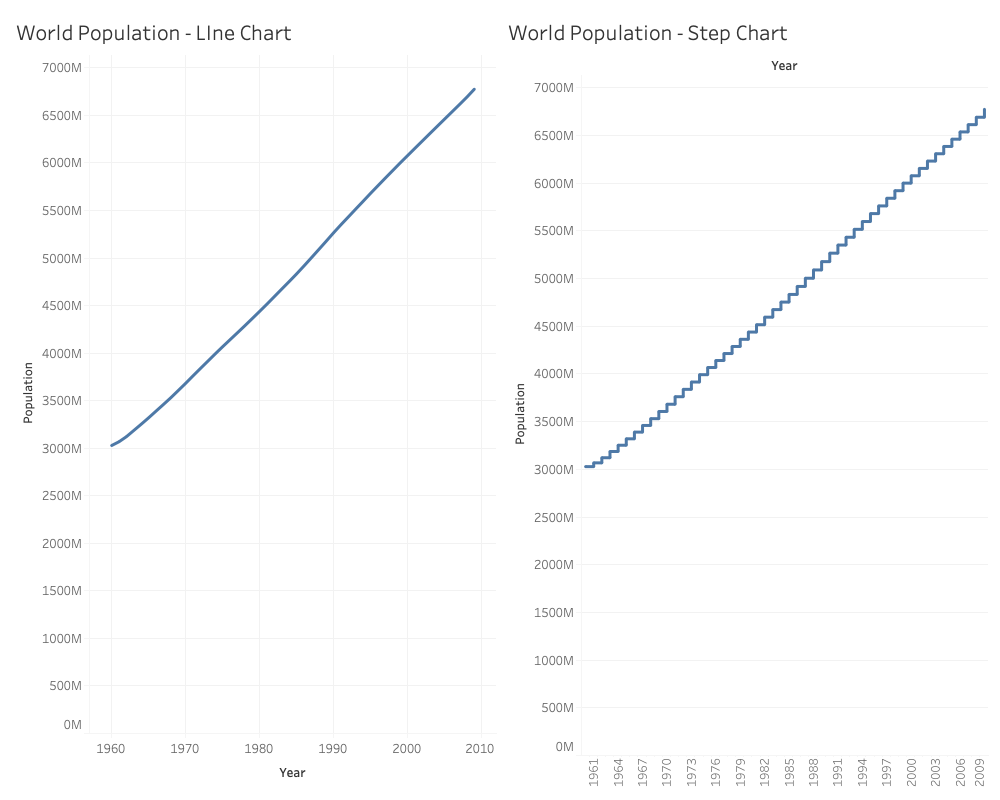 World Population - LIne Chart
7000M
6500M
6000M
5500M
5000M
4500M
4000M
3500M
3000M
2500M
2000M
1500M
1000M
500M
0M
Population
1960 1970 1980 1990 2000 2010
Year
World Population - Step Chart
Year
7000M
6500M
6000M
5500M
5000M
4500M
4000M
3500M
3000M
2500M
2000M
1500M
1000M
500M
0M
Population
1961 1964 1967 1970 1973 1976 1979 1982 1985 1988 1991 1994 1997 2000 2003 2006 2009